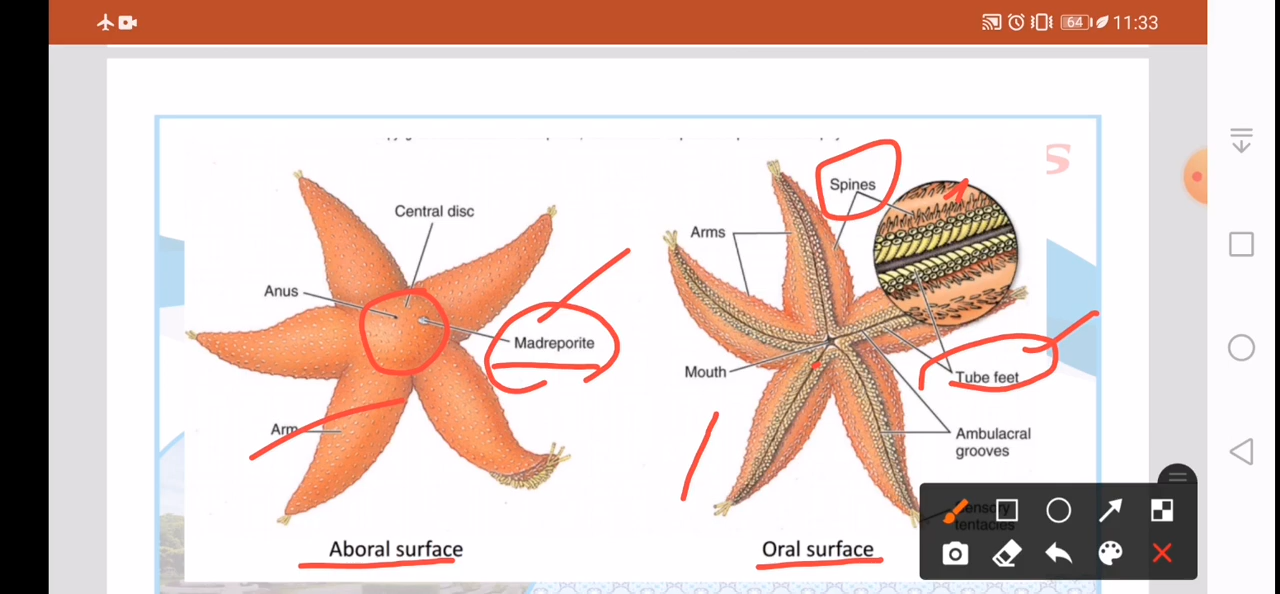 64 11:33
S
Spines
Central disc
Arms
Anus
Madreporite
Mouth
Tube feet
Arm
Ambulacral
grooves
Sensory
tentacles
Aboral surface
Oral surface